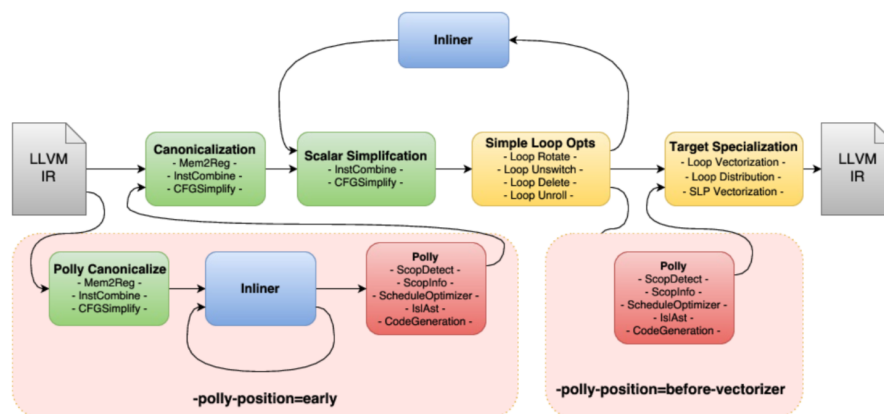 Inliner
LLVM
IR
Canonicalization
- Mem2Reg -
- InstCombine -
- CFGSimplify -
Scalar Simplifcation
- InstCombine -
- CFGSimplify -
Simple Loop Opts
- Loop Rotate -
- Loop Unswitch -
- Loop Delete -
- Loop Unroll -
Target Specialization
- Loop Vectorization -
- Loop Distribution -
- SLP Vectorization -
LLVM
IR
Polly Canonicalize
- Mem2Reg -
- InstCombine -
- CFGSimplify -
Inliner
Polly
- ScopDetect -
- ScopInfo -
- ScheduleOptimizer -
- IslAst -
- CodeGeneration -
-polly-position=early
Polly
- ScopDetect -
- ScopInfo -
- ScheduleOptimizer -
- IslAst -
- CodeGeneration -
-polly-position=before-vectorizer